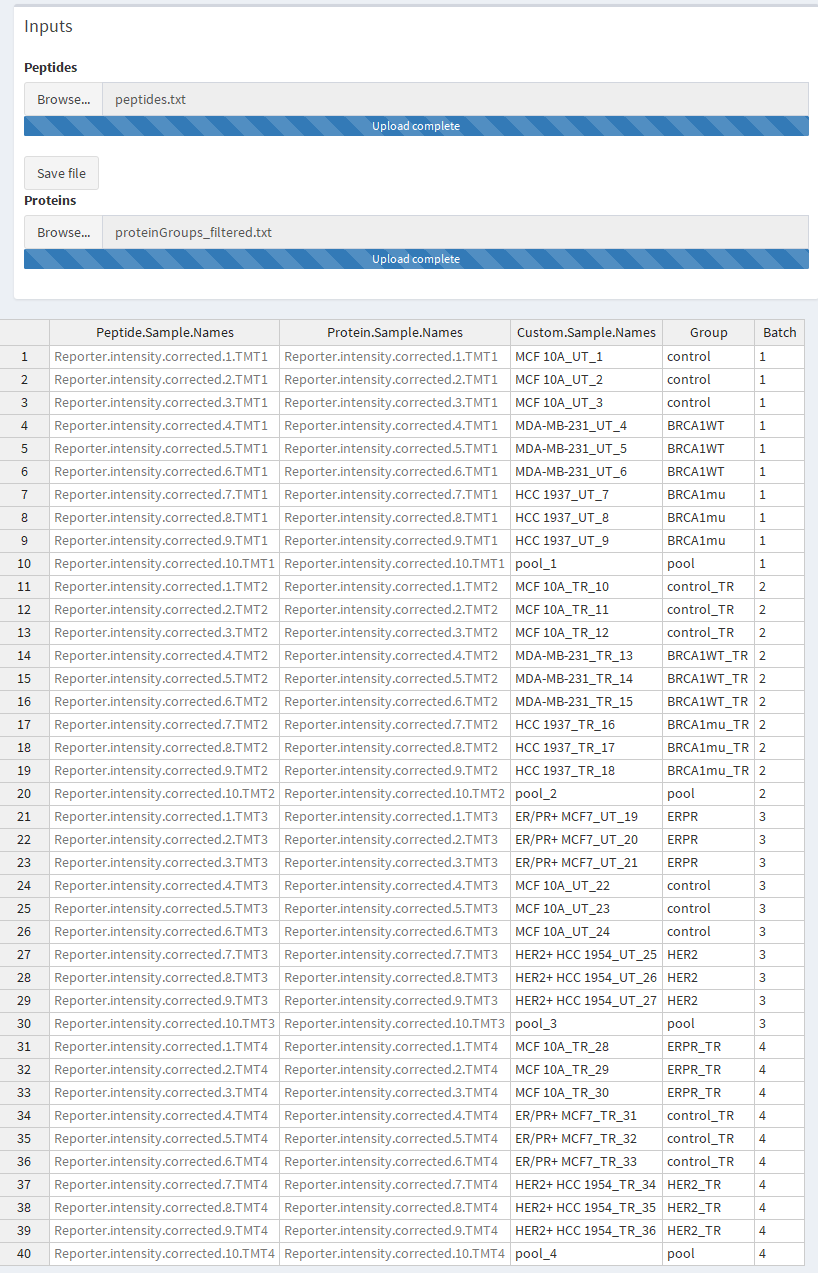 Inputs
Peptides
Browse... peptides.txt
Upload complete
Save file
Proteins
Browse... proteinGroups_filtered.txt
Upload complete
Peptide.Sample.Names Protein.Sample.Names Custom.Sample.Names Group Batch
1 Reporter.intensity.corrected.1.TMT1 Reporter.intensity.corrected.1.TMT1 MCF 10A_UT_1 control 1
2 Reporter.intensity.corrected.2.TMT1 Reporter.intensity.corrected.2.TMT1 MCF 10A_UT_2 control 1
3 Reporter.intensity.corrected.3.TMT1 Reporter.intensity.corrected.3.TMT1 MCF 10A_UT_3 control 1
4 Reporter.intensity.corrected.4.TMT1 Reporter.intensity.corrected.4.TMT1 MDA-MB-231_UT_4 BRCA1WT 1
5 Reporter.intensity.corrected.5.TMT1 Reporter.intensity.corrected.5.TMT1 MDA-MB-231_UT_5 BRCA1WT 1
6 Reporter.intensity.corrected.6.TMT1 Reporter.intensity.corrected.6.TMT1 MDA-MB-231_UT_6 BRCA1WT 1
7 Reporter.intensity.corrected.7.TMT1 Reporter.intensity.corrected.7.TMT1 HCC 1937_UT_7 BRCA1mu 1
8 Reporter.intensity.corrected.8.TMT1 Reporter.intensity.corrected.8.TMT1 HCC 1937_UT_8 BRCA1mu 1
9 Reporter.intensity.corrected.9.TMT1 Reporter.intensity.corrected.9.TMT1 HCC 1937_UT_9 BRCA1mu 1
10 Reporter.intensity.corrected.10.TMT1 Reporter.intensity.corrected.10.TMT1 pool_1 pool 1
11 Reporter.intensity.corrected.1.TMT2 Reporter.intensity.corrected.1.TMT2 MCF 10A_TR_10 control_TR 2
12 Reporter.intensity.corrected.2.TMT2 Reporter.intensity.corrected.2.TMT2 MCF 10A_TR_11 control_TR 2
13 Reporter.intensity.corrected.3.TMT2 Reporter.intensity.corrected.3.TMT2 MCF 10A_TR_12 control_TR 2
14 Reporter.intensity.corrected.4.TMT2 Reporter.intensity.corrected.4.TMT2 MDA-MB-231_TR_13 BRCA1WT_TR 2
15 Reporter.intensity.corrected.5.TMT2 Reporter.intensity.corrected.5.TMT2 MDA-MB-231_TR_14 BRCA1WT_TR 2
16 Reporter.intensity.corrected.6.TMT2 Reporter.intensity.corrected.6.TMT2 MDA-MB-231_TR_15 BRCA1WT_TR 2
17 Reporter.intensity.corrected.7.TMT2 Reporter.intensity.corrected.7.TMT2 HCC 1937_TR_16 BRCA1mu_TR 2
18 Reporter.intensity.corrected.8.TMT2 Reporter.intensity.corrected.8.TMT2 HCC 1937_TR_17 BRCA1mu_TR 2
19 Reporter.intensity.corrected.9.TMT2 Reporter.intensity.corrected.9.TMT2 HCC 1937_TR_18 BRCA1mu_TR 2
20 Reporter.intensity.corrected.10.TMT2 Reporter.intensity.corrected.10.TMT2 pool_2 pool 2
21 Reporter.intensity.corrected.1.TMT3 Reporter.intensity.corrected.1.TMT3 ER/PR+ MCF7_UT_19 ERPR 3
22 Reporter.intensity.corrected.2.TMT3 Reporter.intensity.corrected.2.TMT3 ER/PR+ MCF7_UT_20 ERPR 3
23 Reporter.intensity.corrected.3.TMT3 Reporter.intensity.corrected.3.TMT3 ER/PR+ MCF7_UT_21 ERPR 3
24 Reporter.intensity.corrected.4.TMT3 Reporter.intensity.corrected.4.TMT3 MCF 10A_UT_22 control 3
25 Reporter.intensity.corrected.5.TMT3 Reporter.intensity.corrected.5.TMT3 MCF 10A_UT_23 control 3
26 Reporter.intensity.corrected.6.TMT3 Reporter.intensity.corrected.6.TMT3 MCF 10A_UT_24 control 3
27 Reporter.intensity.corrected.7.TMT3 Reporter.intensity.corrected.7.TMT3 HER2+ HCC 1954_UT_25 HER2 3
28 Reporter.intensity.corrected.8.TMT3 Reporter.intensity.corrected.8.TMT3 HER2+ HCC 1954_UT_26 HER2 3
29 Reporter.intensity.corrected.9.TMT3 Reporter.intensity.corrected.9.TMT3 HER2+ HCC 1954_UT_27 HER2 3
30 Reporter.intensity.corrected.10.TMT3 Reporter.intensity.corrected.10.TMT3 pool_3 pool 3
31 Reporter.intensity.corrected.1.TMT4 Reporter.intensity.corrected.1.TMT4 MCF 10A_TR_28 ERPR_TR 4
32 Reporter.intensity.corrected.2.TMT4 Reporter.intensity.corrected.2.TMT4 MCF 10A_TR_29 ERPR_TR 4
33 Reporter.intensity.corrected.3.TMT4 Reporter.intensity.corrected.3.TMT4 MCF 10A_TR_30 ERPR_TR 4
34 Reporter.intensity.corrected.4.TMT4 Reporter.intensity.corrected.4.TMT4 ER/PR+ MCF7_TR_31 control_TR 4
35 Reporter.intensity.corrected.5.TMT4 Reporter.intensity.corrected.5.TMT4 ER/PR+ MCF7_TR_32 control_TR 4
36 Reporter.intensity.corrected.6.TMT4 Reporter.intensity.corrected.6.TMT4 ER/PR+ MCF7_TR_33 control_TR 4
37 Reporter.intensity.corrected.7.TMT4 Reporter.intensity.corrected.7.TMT4 HER2+ HCC 1954_TR_34 HER2_TR 4
38 Reporter.intensity.corrected.8.TMT4 Reporter.intensity.corrected.8.TMT4 HER2+ HCC 1954_TR_35 HER2_TR 4
39 Reporter.intensity.corrected.9.TMT4 Reporter.intensity.corrected.9.TMT4 HER2+ HCC 1954_TR_36 HER2_TR 4
40 Reporter.intensity.corrected.10.TMT4 Reporter.intensity.corrected.10.TMT4 pool_4 pool 4